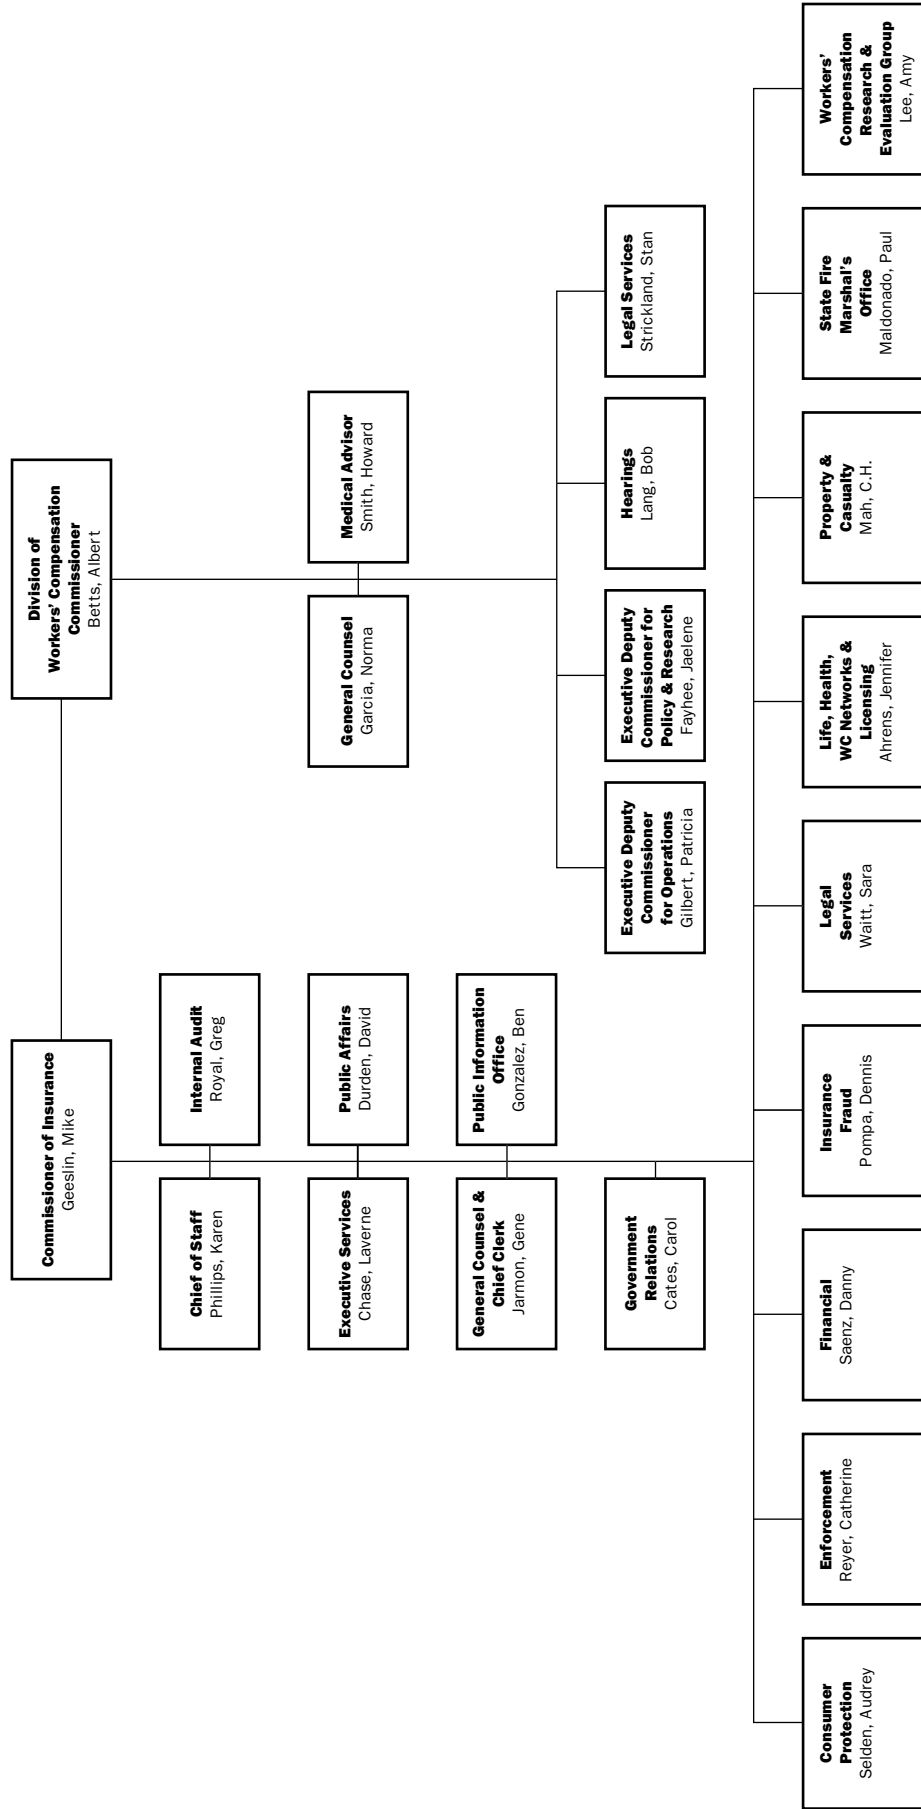 Commissioner of Insurance
Geeslin, Mike
Division of
Workers' Compensation
Commissioner
Betts, Albert
Chief of Staff
Phillips, Karen
Internal Audit
Royal, Greg
Executive Services
Chase, Laverne
Public Affairs
Durden, David
General Counsel &
Chief Clerk
Jarmon, Gene
Public Information
Office
Gonzalez, Ben
Government
Relations
Cates, Carol
General Counsel
Garcia, Norma
Medical Advisor
Smith, Howard
Executive Deputy
Commissioner
for Operations
Gilbert, Patricia
Executive Deputy
Commissioner for
Policy & Research
Fayhee, Jaelene
Hearings
Lang, Bob
Legal Services
Strickland, Stan
Consumer
Protection
Selden, Audrey
Enforcement
Reyer, Catherine
Financial
Saenz, Danny
Insurance
Fraud
Pompa, Dennis
Legal
Services
Waitt, Sara
Life, Health,
WC Networks &
Licensing
Ahrens, Jennifer
Property &
Casualty
Mah, C.H.
State Fire
Marshal's
Office
Maldonado, Paul
Workers'
Compensation
Research &
Evaluation Group
Lee, Amy